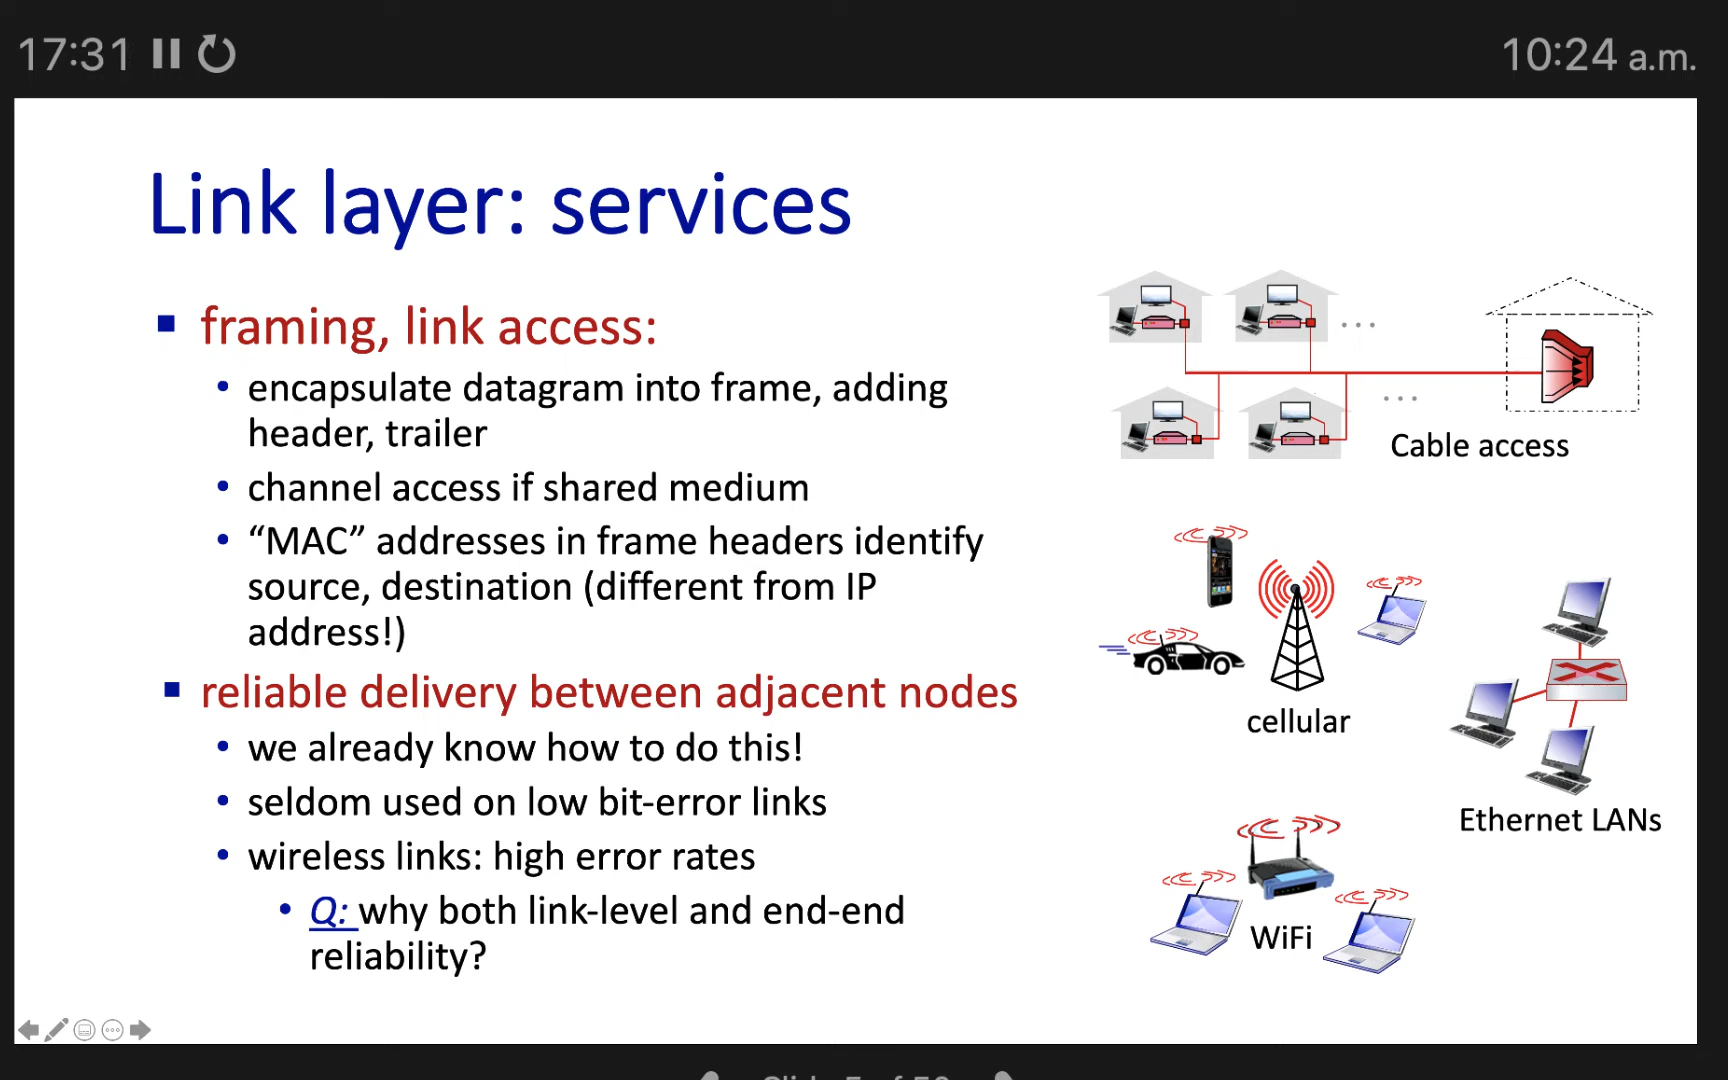 17:31
10:24 a.m.
Link layer: services
▪ framing, link access:
• encapsulate datagram into frame, adding
header, trailer
• channel access if shared medium
• “MAC” addresses in frame headers identify
source, destination (different from IP
address!)
▪ reliable delivery between adjacent nodes
• we already know how to do this!
• seldom used on low bit-error links
• wireless links: high error rates
• Q: why both link-level and end-end
reliability?
Cable access
cellular
Ethernet LANs
WiFi